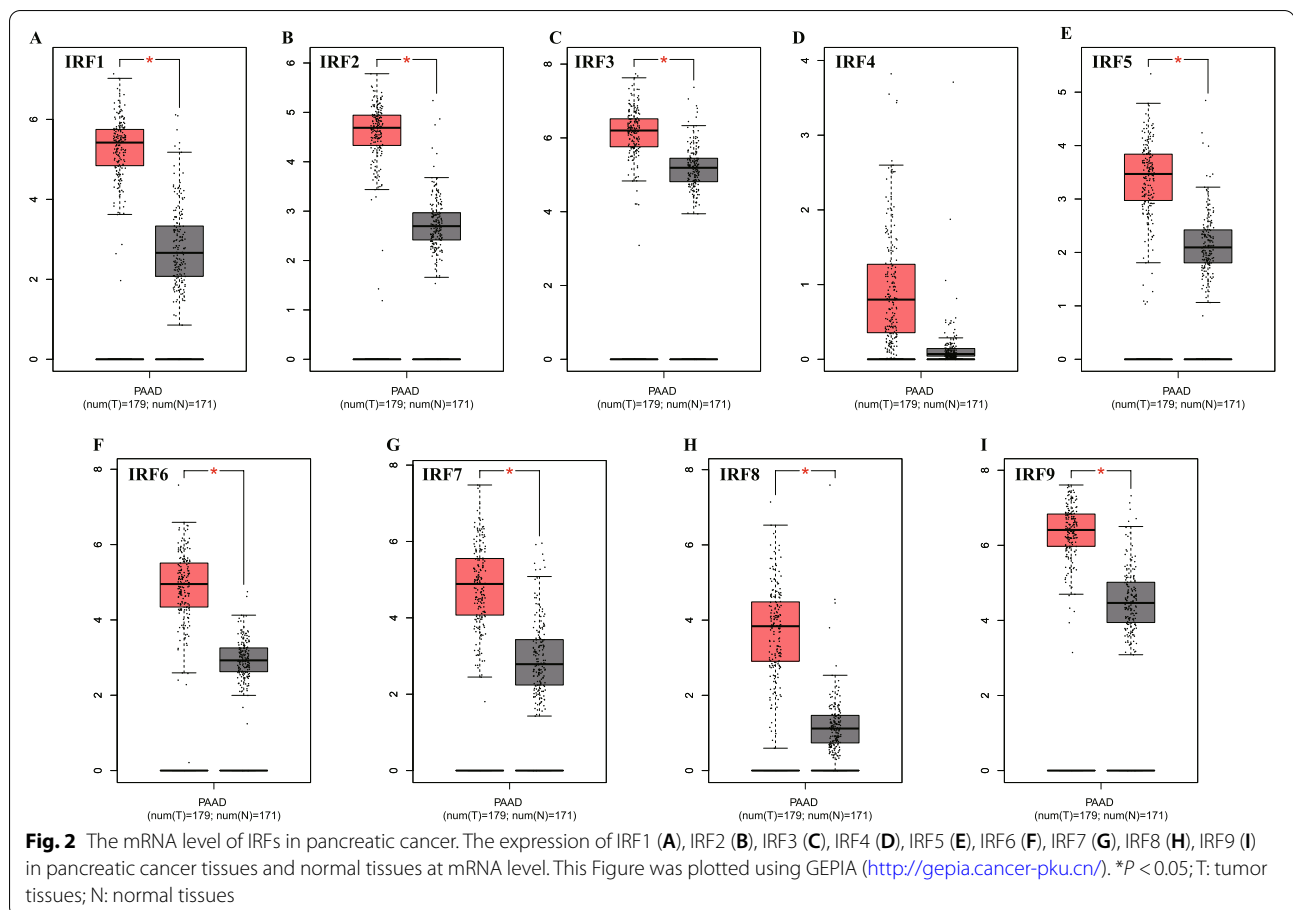 A
B
C
D
E
IRF1
*
IRF2
*
IRF3
*
IRF4
IRF5
*
0 2 4 6
0 1 2 3 4 5 6
0 2 4 6 8
0 1 2 3 4
0 1 2 3 4 5
PAAD
(num(T)=179; num(N)=171)
PAAD
(num(T)=179; num(N)=171)
PAAD
(num(T)=179; num(N)=171)
PAAD
(num(T)=179; num(N)=171)
PAAD
(num(T)=179; num(N)=171)
F
G
H
I
IRF6
*
IRF7
*
IRF8
*
IRF9
*
0 2 4 6 8
0 2 4 6 8
0 2 4 6 8
0 2 4 6 8
PAAD
(num(T)=179; num(N)=171)
PAAD
(num(T)=179; num(N)=171)
PAAD
(num(T)=179; num(N)=171)
PAAD
(num(T)=179; num(N)=171)
Fig. 2 The mRNA level of IRFs in pancreatic cancer. The expression of IRF1 (A), IRF2 (B), IRF3 (C), IRF4 (D), IRF5 (E), IRF6 (F), IRF7 (G), IRF8 (H), IRF9 (I)
in pancreatic cancer tissues and normal tissues at mRNA level. This Figure was plotted using GEPIA (http://gepia.cancer-pku.cn/). *P < 0.05; T: tumor
tissues; N: normal tissues